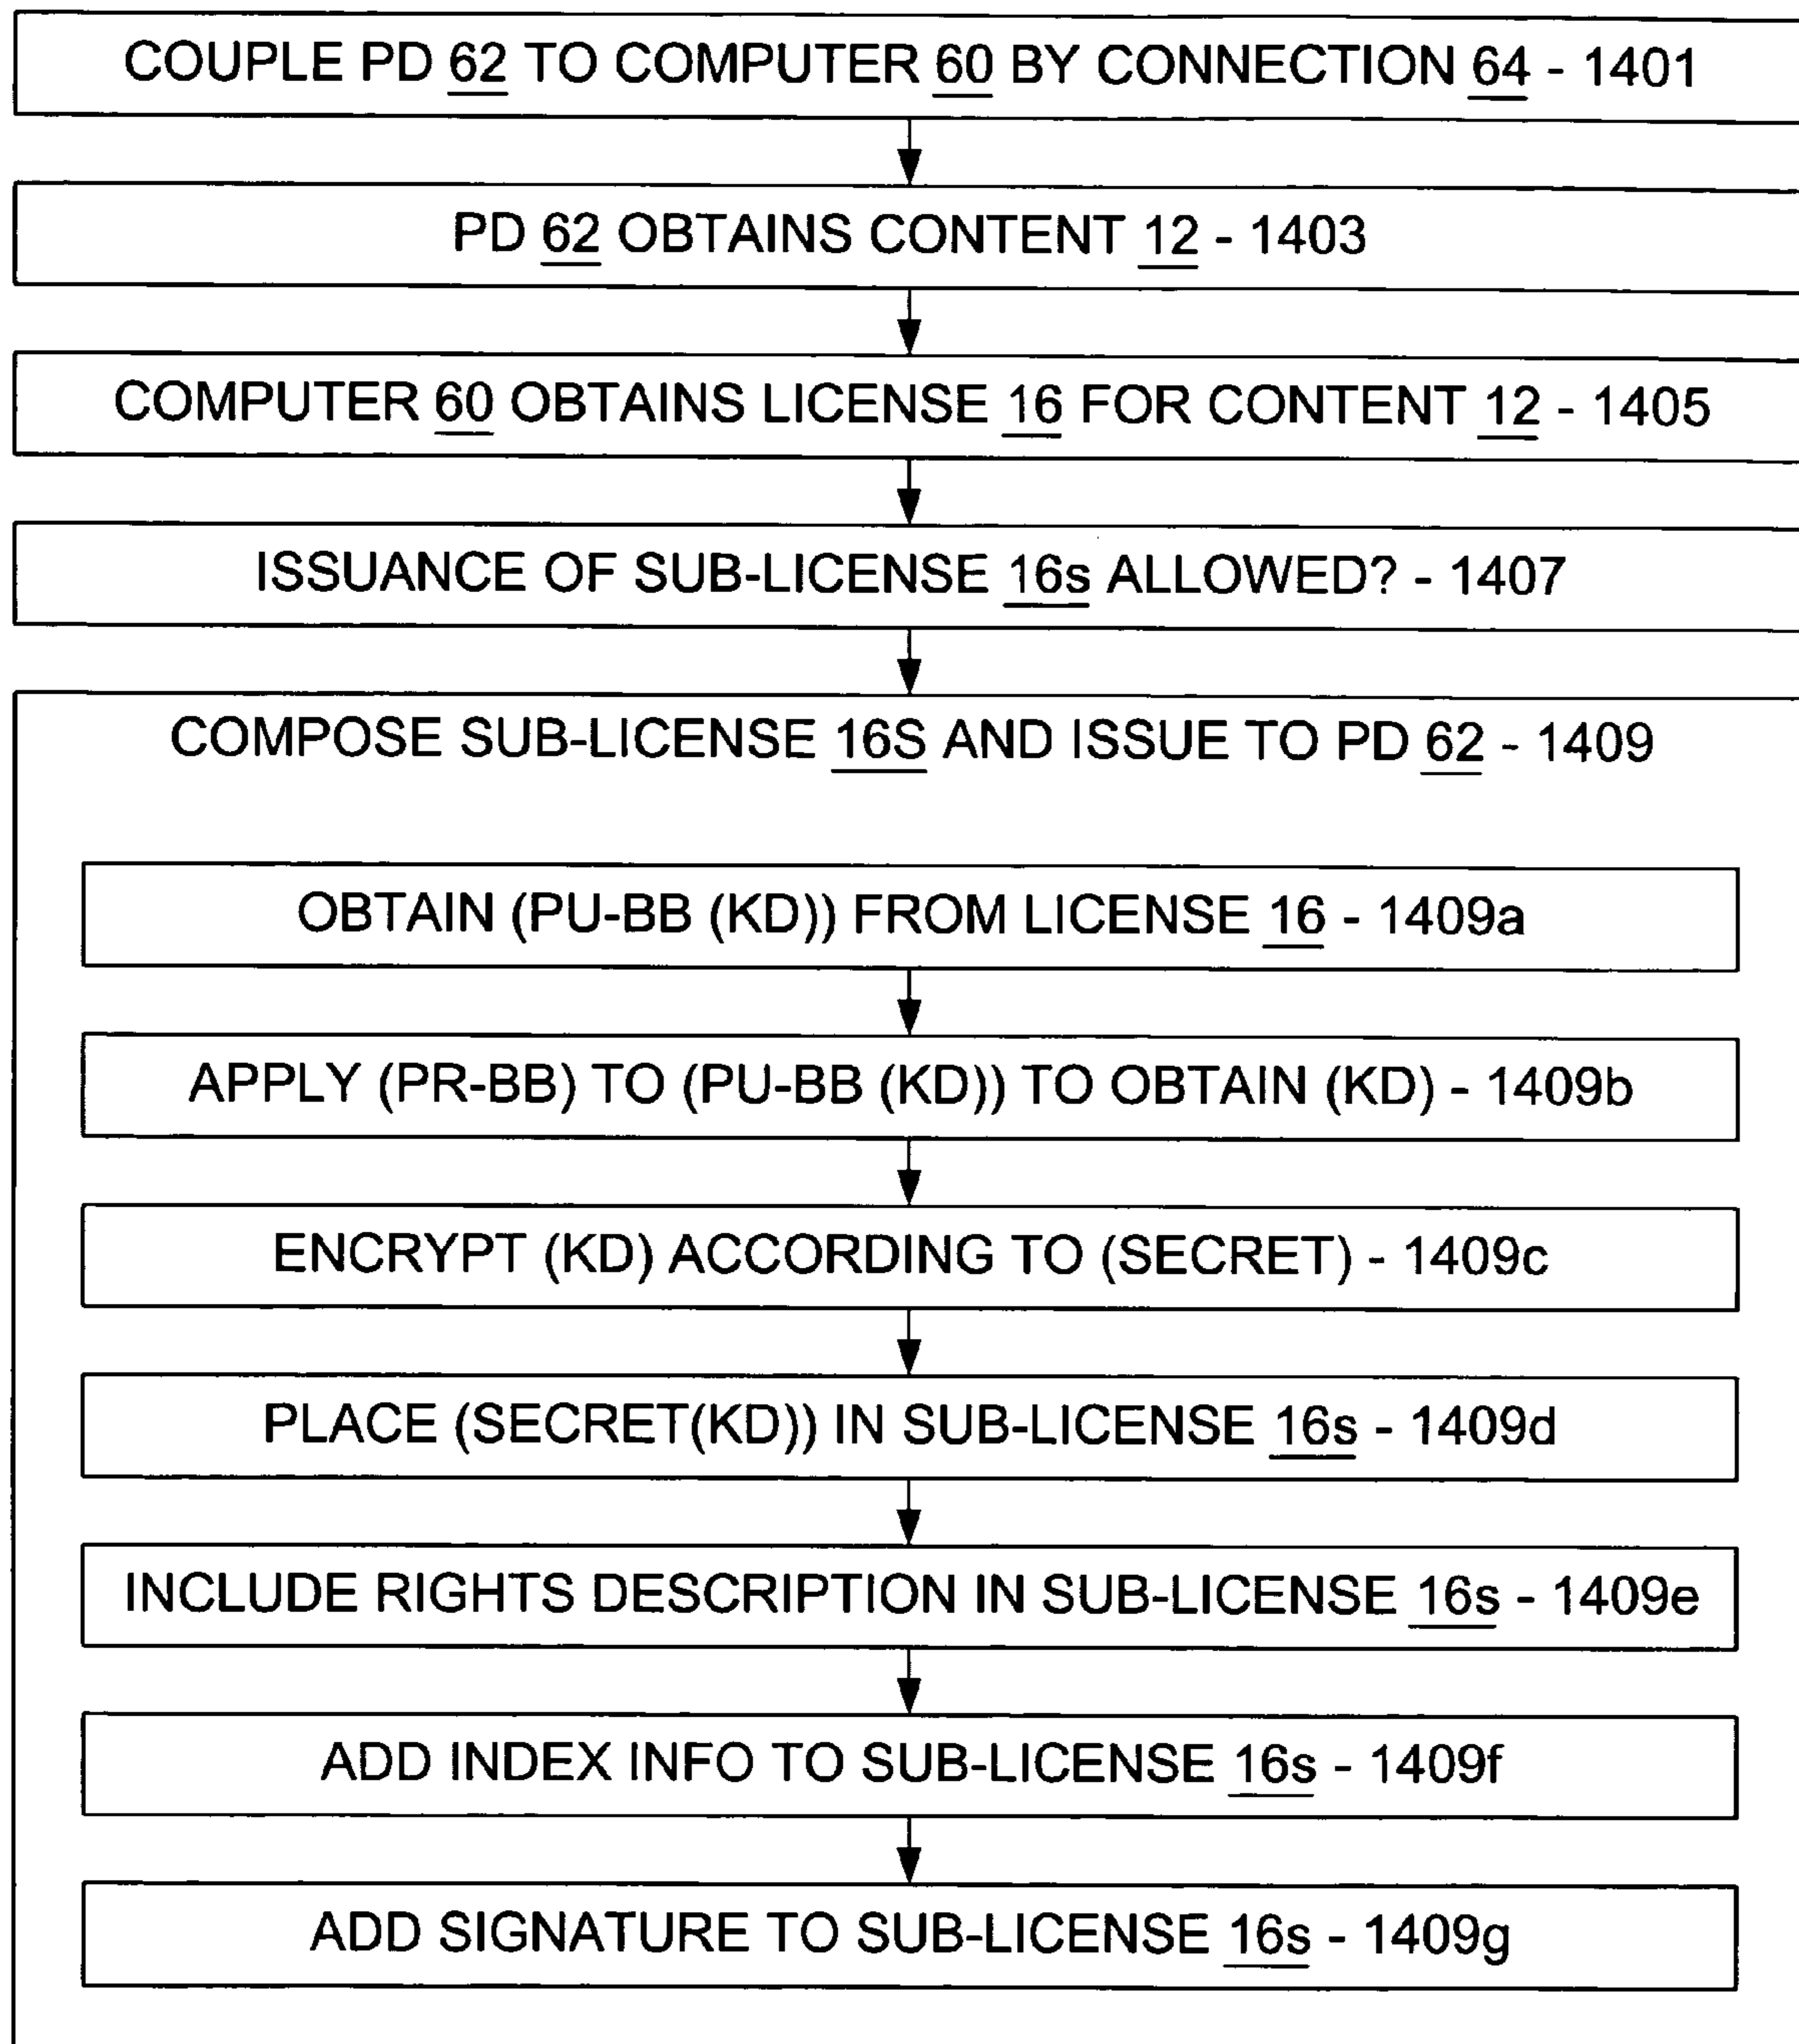 COUPLE PD 62 TO COMPUTER 60 BY CONNECTION 64 - 1401
PD 62 OBTAINS CONTENT 12 - 1403
COMPUTER 60 OBTAINS LICENSE 16 FOR CONTENT 12 - 1405
ISSUANCE OF SUB-LICENSE 16s ALLOWED? - 1407
COMPOSE SUB-LICENSE 16S AND ISSUE TO PD 62 - 1409
OBTAIN (PU-BB (KD)) FROM LICENSE 16 - 1409a
APPLY (PR-BB) TO (PU-BB (KD)) TO OBTAIN (KD) - 1409b
ENCRYPT (KD) ACCORDING TO (SECRET) - 1409c
PLACE (SECRET(KD)) IN SUB-LICENSE 16s - 1409d
INCLUDE RIGHTS DESCRIPTION IN SUB-LICENSE 16s - 1409e
ADD INDEX INFO TO SUB-LICENSE 16s - 1409f
ADD SIGNATURE TO SUB-LICENSE 16s - 1409g